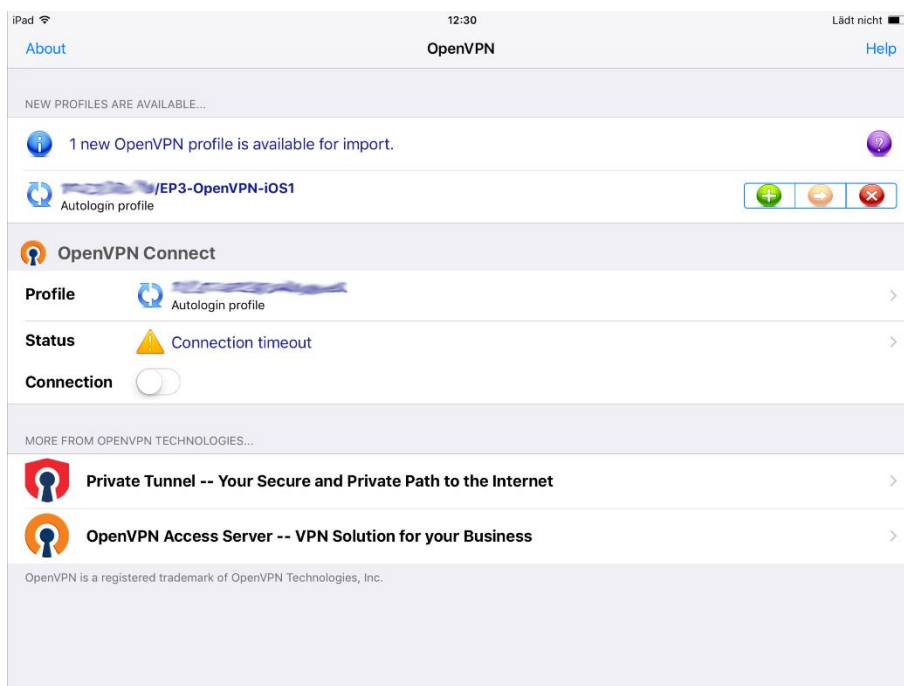 iPad 12:30 Lädt nicht
About OpenVPN Help
NEW PROFILES ARE AVAILABLE...
1 new OpenVPN profile is available for import.
/EP3-OpenVPN-iOS1
Autologin profile
OpenVPN Connect
Profile
Autologin profile
Status Connection timeout
Connection
MORE FROM OPENVPN TECHNOLOGIES...
Private Tunnel -- Your Secure and Private Path to the Internet
OpenVPN Access Server -- VPN Solution for your Business
OpenVPN is a registered trademark of OpenVPN Technologies, Inc.